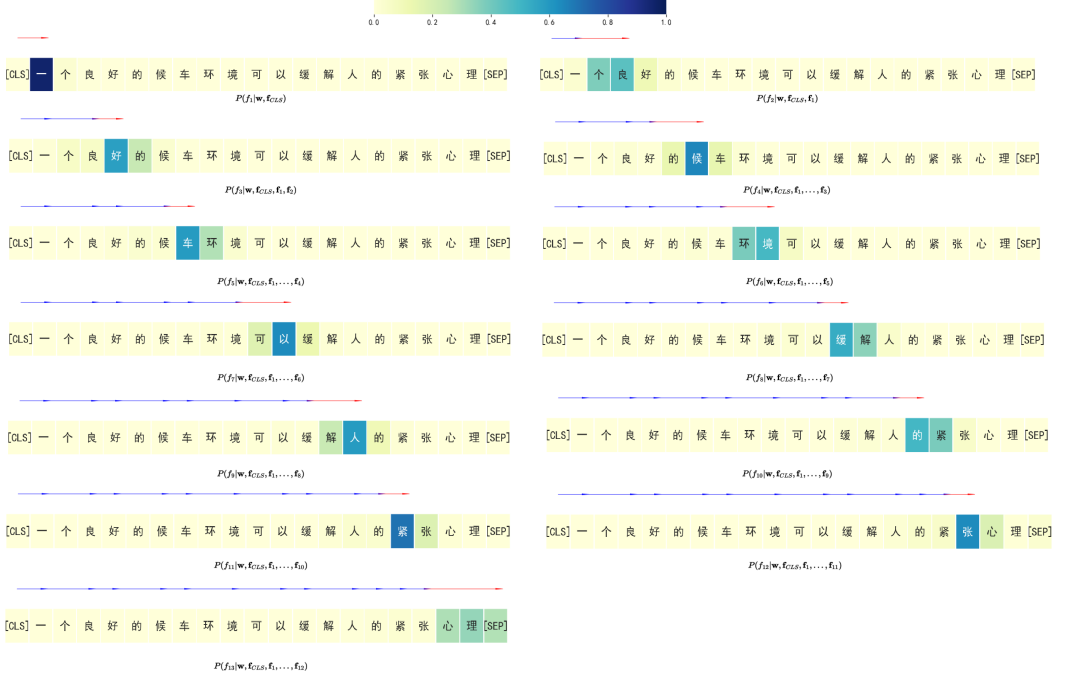 0.0 0.2 0.4 0.6 0.8 1.0
[CLS] 一 个 良 好 的 候 车 环 境 可 以 缓 解 人 的 紧 张 心 理 [SEP]
P(f₁|w, f_CLS)
[CLS] 一 个 良 好 的 候 车 环 境 可 以 缓 解 人 的 紧 张 心 理 [SEP]
P(f₂|w, f_CLS, f₁)
[CLS] 一 个 良 好 的 候 车 环 境 可 以 缓 解 人 的 紧 张 心 理 [SEP]
P(f₃|w, f_CLS, f₁, f₂)
[CLS] 一 个 良 好 的 候 车 环 境 可 以 缓 解 人 的 紧 张 心 理 [SEP]
P(f₄|w, f_CLS, f₁, . . . , f₃)
[CLS] 一 个 良 好 的 候 车 环 境 可 以 缓 解 人 的 紧 张 心 理 [SEP]
P(f₅|w, f_CLS, f₁, . . . , f₄)
[CLS] 一 个 良 好 的 候 车 环 境 可 以 缓 解 人 的 紧 张 心 理 [SEP]
P(f₆|w, f_CLS, f₁, . . . , f₅)
[CLS] 一 个 良 好 的 候 车 环 境 可 以 缓 解 人 的 紧 张 心 理 [SEP]
P(f₇|w, f_CLS, f₁, . . . , f₆)
[CLS] 一 个 良 好 的 候 车 环 境 可 以 缓 解 人 的 紧 张 心 理 [SEP]
P(f₈|w, f_CLS, f₁, . . . , f₇)
[CLS] 一 个 良 好 的 候 车 环 境 可 以 缓 解 人 的 紧 张 心 理 [SEP]
P(f₉|w, f_CLS, f₁, . . . , f₈)
[CLS] 一 个 良 好 的 候 车 环 境 可 以 缓 解 人 的 紧 张 心 理 [SEP]
P(f₁₀|w, f_CLS, f₁, . . . , f₉)
[CLS] 一 个 良 好 的 候 车 环 境 可 以 缓 解 人 的 紧 张 心 理 [SEP]
P(f₁₁|w, f_CLS, f₁, . . . , f₁₀)
[CLS] 一 个 良 好 的 候 车 环 境 可 以 缓 解 人 的 紧 张 心 理 [SEP]
P(f₁₂|w, f_CLS, f₁, . . . , f₁₁)
[CLS] 一 个 良 好 的 候 车 环 境 可 以 缓 解 人 的 紧 张 心 理 [SEP]
P(f₁₃|w, f_CLS, f₁, . . . , f₁₂)